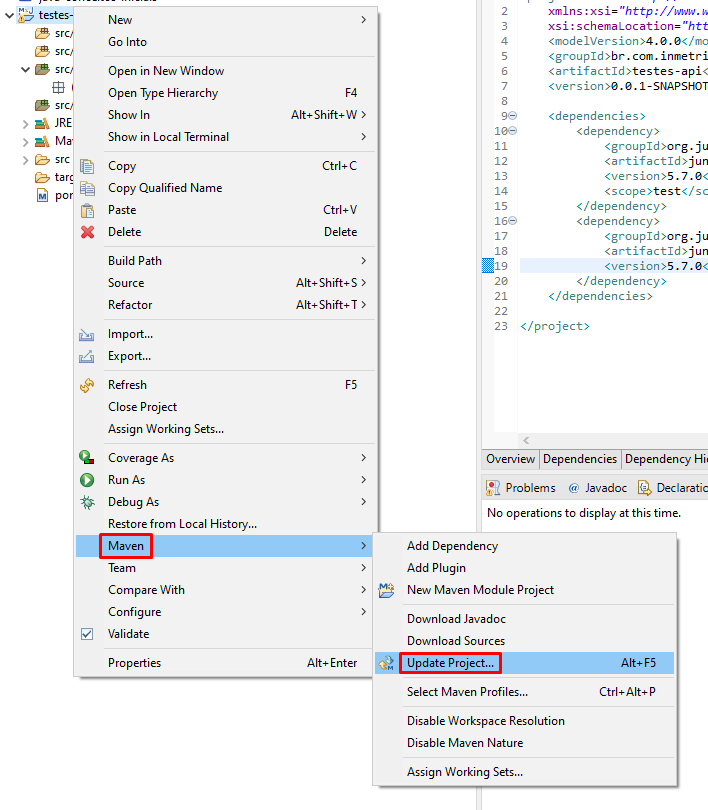 testes-
src/
src/
src/
src/
JRE
Ma
src
targ
por
New
Go Into
Open in New Window
Open Type Hierarchy F4
Show In Alt+Shift+W >
Show in Local Terminal >
Copy Ctrl+C
Copy Qualified Name
Paste Ctrl+V
Delete Delete
Build Path >
Source Alt+Shift+S >
Refactor Alt+Shift+T >
Import...
Export...
Refresh F5
Close Project
Assign Working Sets...
Coverage As >
Run As >
Debug As >
Restore from Local History...
Maven >
Team >
Compare With >
Configure >
Validate
Properties Alt+Enter
Add Dependency
Add Plugin
New Maven Module Project
Download Javadoc
Download Sources
Update Project... Alt+F5
Select Maven Profiles... Ctrl+Alt+P
Disable Workspace Resolution
Disable Maven Nature
Assign Working Sets...
2 xmlns:xsi="http://www.w
3 xsi:schemaLocation="http
4 <modelVersion>4.0.0</mo
5 <groupId>br.com.inmetri
6 <artifactId>testes-api<
7 <version>0.0.1-SNAPSHOT
8
9 <dependencies>
10 <dependency>
11 <groupId>org.ju
12 <artifactId>jun
13 <version>5.7.0<
14 <scope>test</sc
15 </dependency>
16 <dependency>
17 <groupId>org.ju
18 <artifactId>jun
19 <version>5.7.0<
20 </dependency>
21 </dependencies>
22
23 </project>
Overview Dependencies Dependency Hie
Problems @ Javadoc Declaratio
No operations to display at this time.